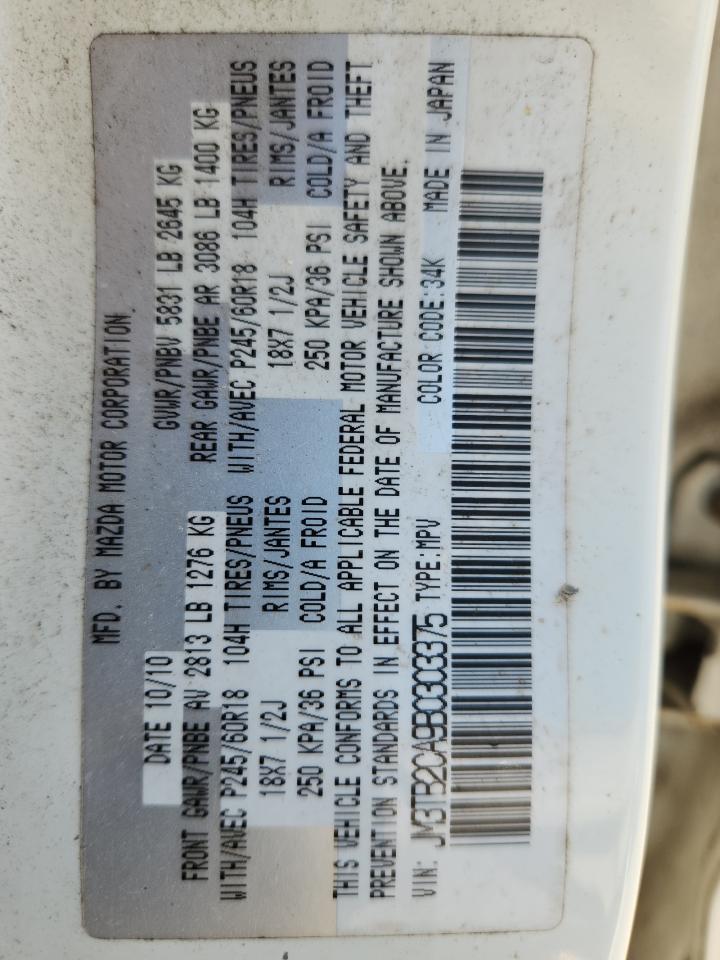 MFD. BY MAZDA MOTOR CORPORATION
DATE 10/10 GVWR/PNBV 5831 LB 2645 KG
FRONT GAWR/PNBE AV 2813 LB 1276 KG REAR GAWR/PNBE AR 3086 LB 1400 KG
WITH/AVEC P245/60R18 104H TIRES/PNEUS WITH/AVEC P245/60R18 104H TIRES/PNEUS
18X7 1/2J RIMS/JANTES 18X7 1/2J RIMS/JANTES
250 KPA/36 PSI COLD/A FROID 250 KPA/36 PSI COLD/A FROID
THIS VEHICLE CONFORMS TO ALL APPLICABLE FEDERAL MOTOR VEHICLE SAFETY AND THEFT
PREVENTION STANDARDS IN EFFECT ON THE DATE OF MANUFACTURE SHOWN ABOVE.
VIN: JM3TB2CA9B0303375 TYPE:MPV COLOR CODE:34K MADE IN JAPAN